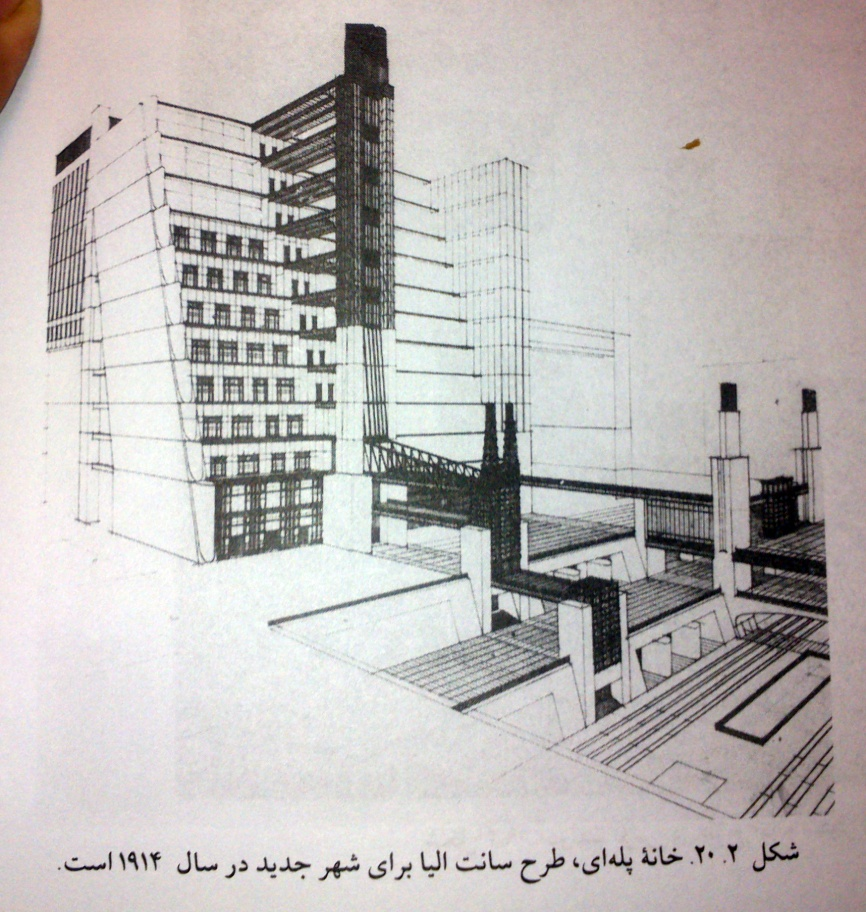 شکل ۲. ۲۰. خانهٔ پله‌ای، طرح سانت الیا برای شهر جدید در سال ۱۹۱۴ است.